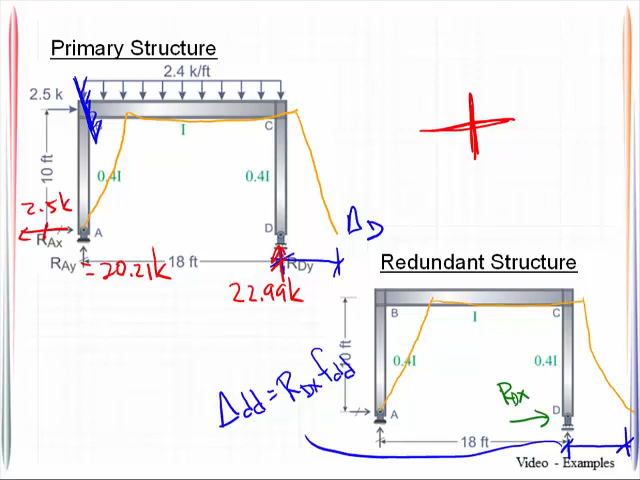 Primary Structure
2.4 k/ft
2.5 k
C
I
10 ft
0.4I
0.4I
2.5k
A
D
ΔD
RAx
RAy
= 20.21k
18 ft
RDy
22.99k
Redundant Structure
B
C
I
10 ft
0.4I
0.4I
Δdd = RDx fdd
RDX
A
D
18 ft
Video - Examples